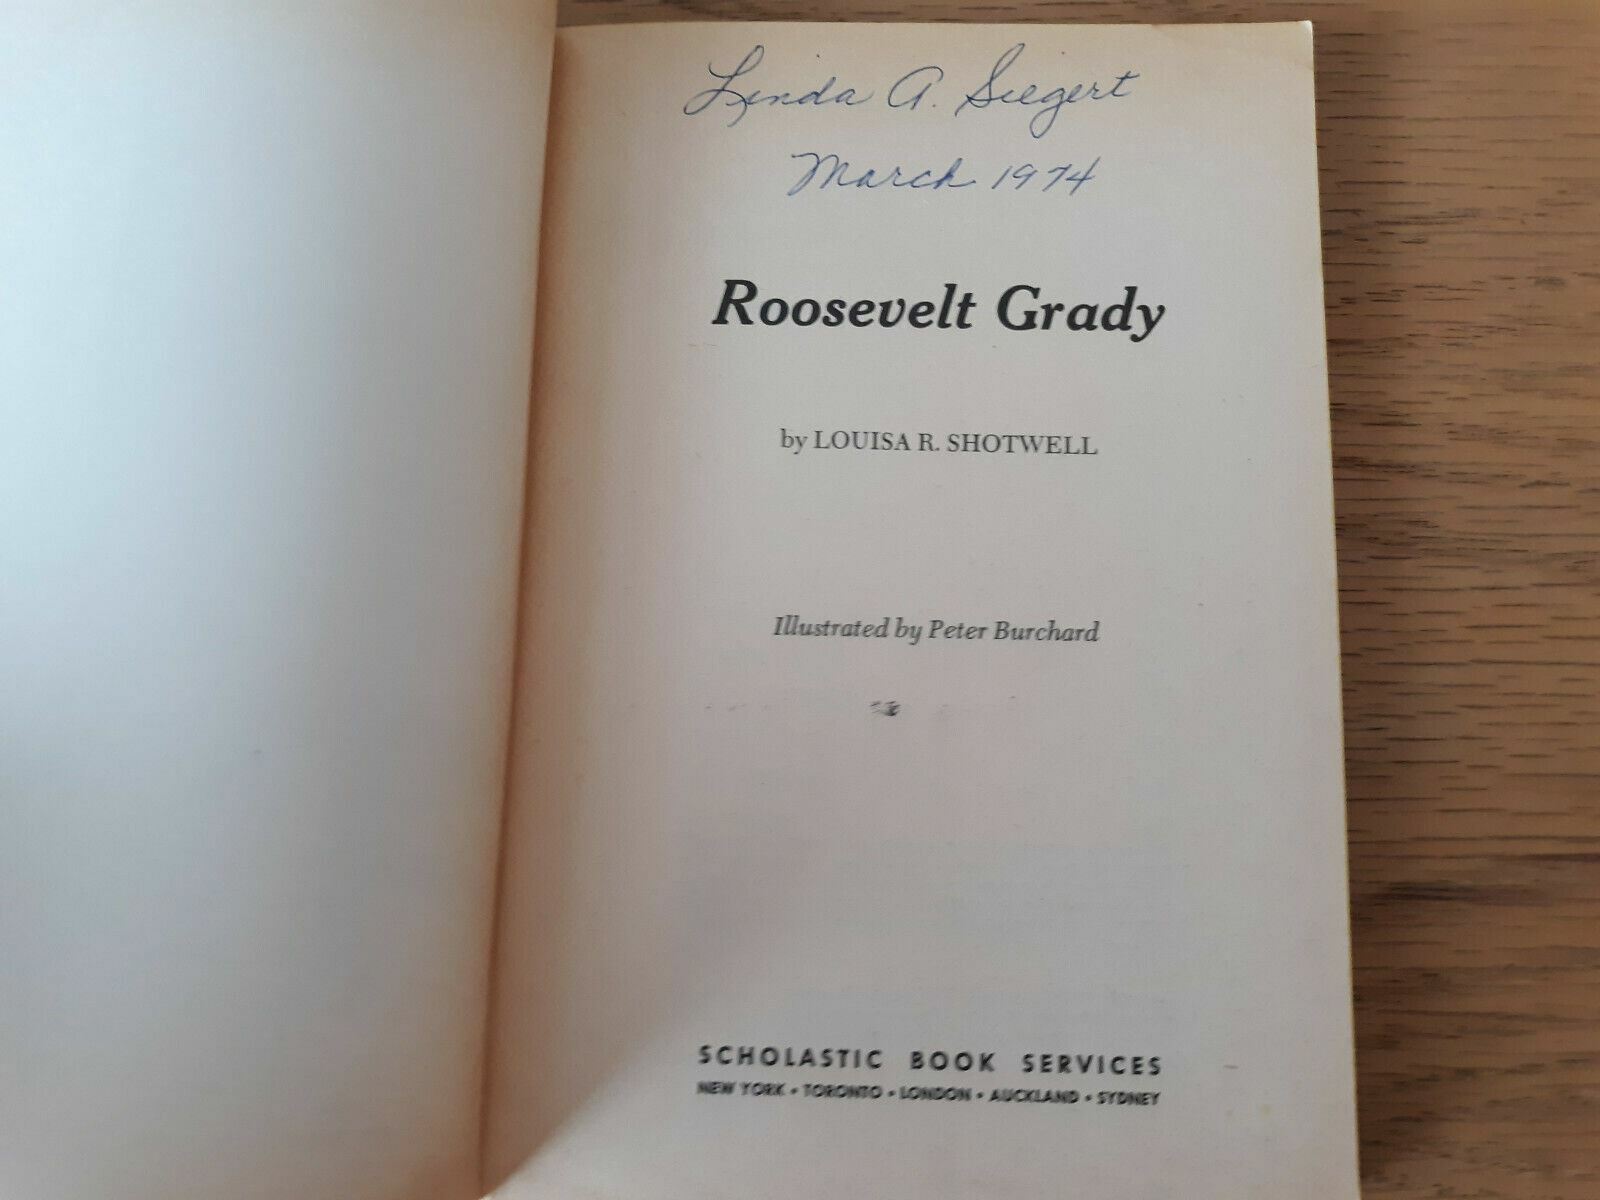 Linda A. Siegert
March 1974
Roosevelt Grady
by LOUISA R. SHOTWELL
Illustrated by Peter Burchard
SCHOLASTIC BOOK SERVICES
NEW YORK • TORONTO • LONDON • AUCKLAND • SYDNEY